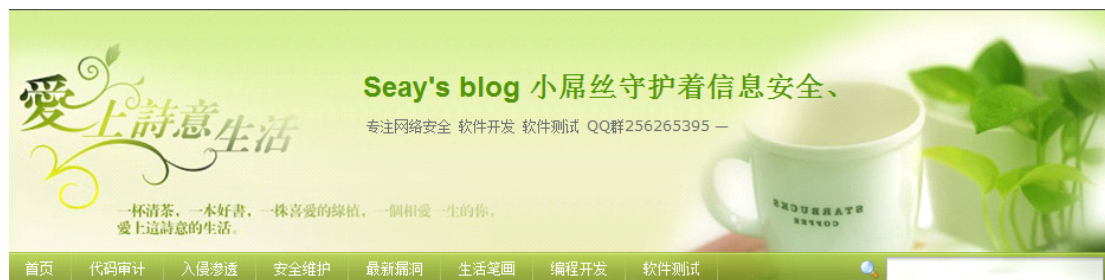 愛上詩意生活
Seay's blog 小屌丝守护着信息安全、
专注网络安全 软件开发 软件测试 QQ群256265395 —
一杯清茶，一本好書，一株喜愛的綠植，一個相愛一生的你，
愛上這詩意的生活。
STARBUCKS
COFFEE
首页 代码审计 入侵渗透 安全维护 最新漏洞 生活笔画 编程开发 软件测试